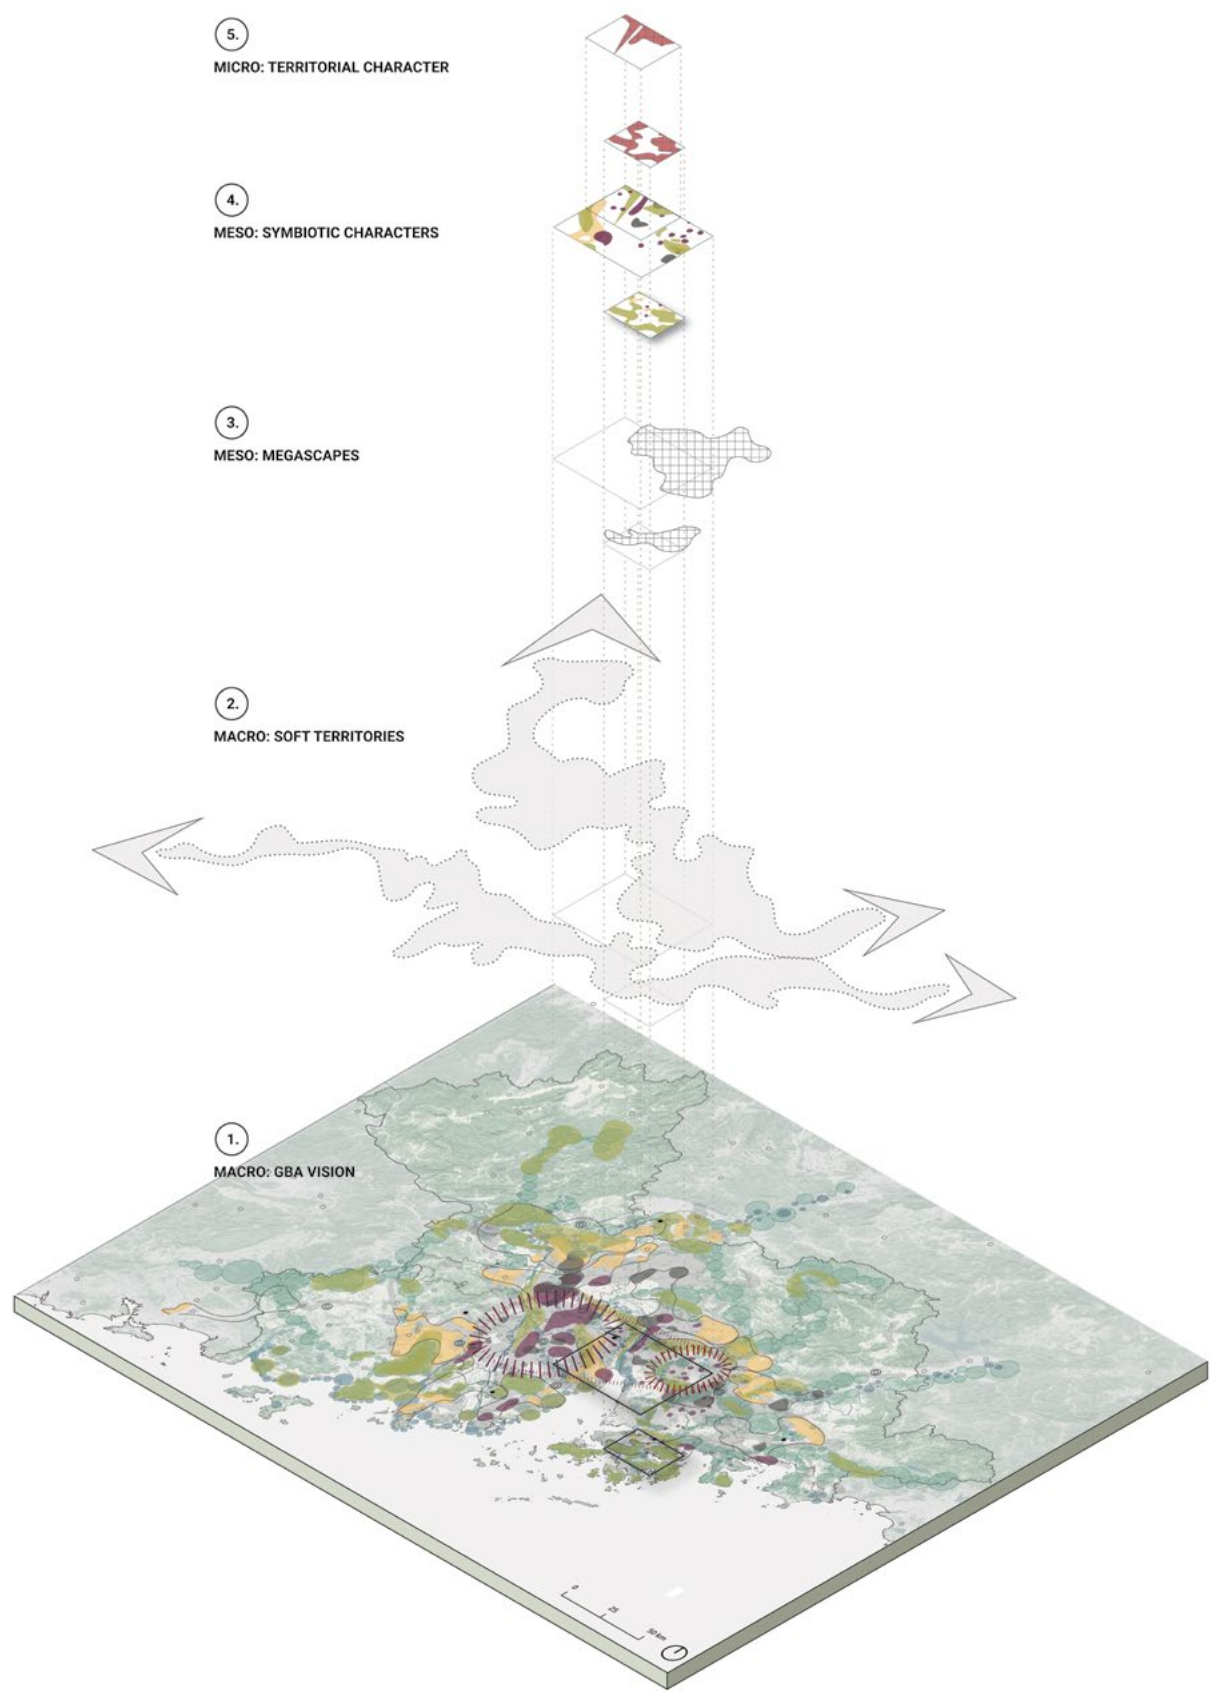 5.
MICRO: TERRITORIAL CHARACTER
4.
MESO: SYMBIOTIC CHARACTERS
3.
MESO: MEGASCAPES
2.
MACRO: SOFT TERRITORIES
1.
MACRO: GBA VISION
0
25
50 km